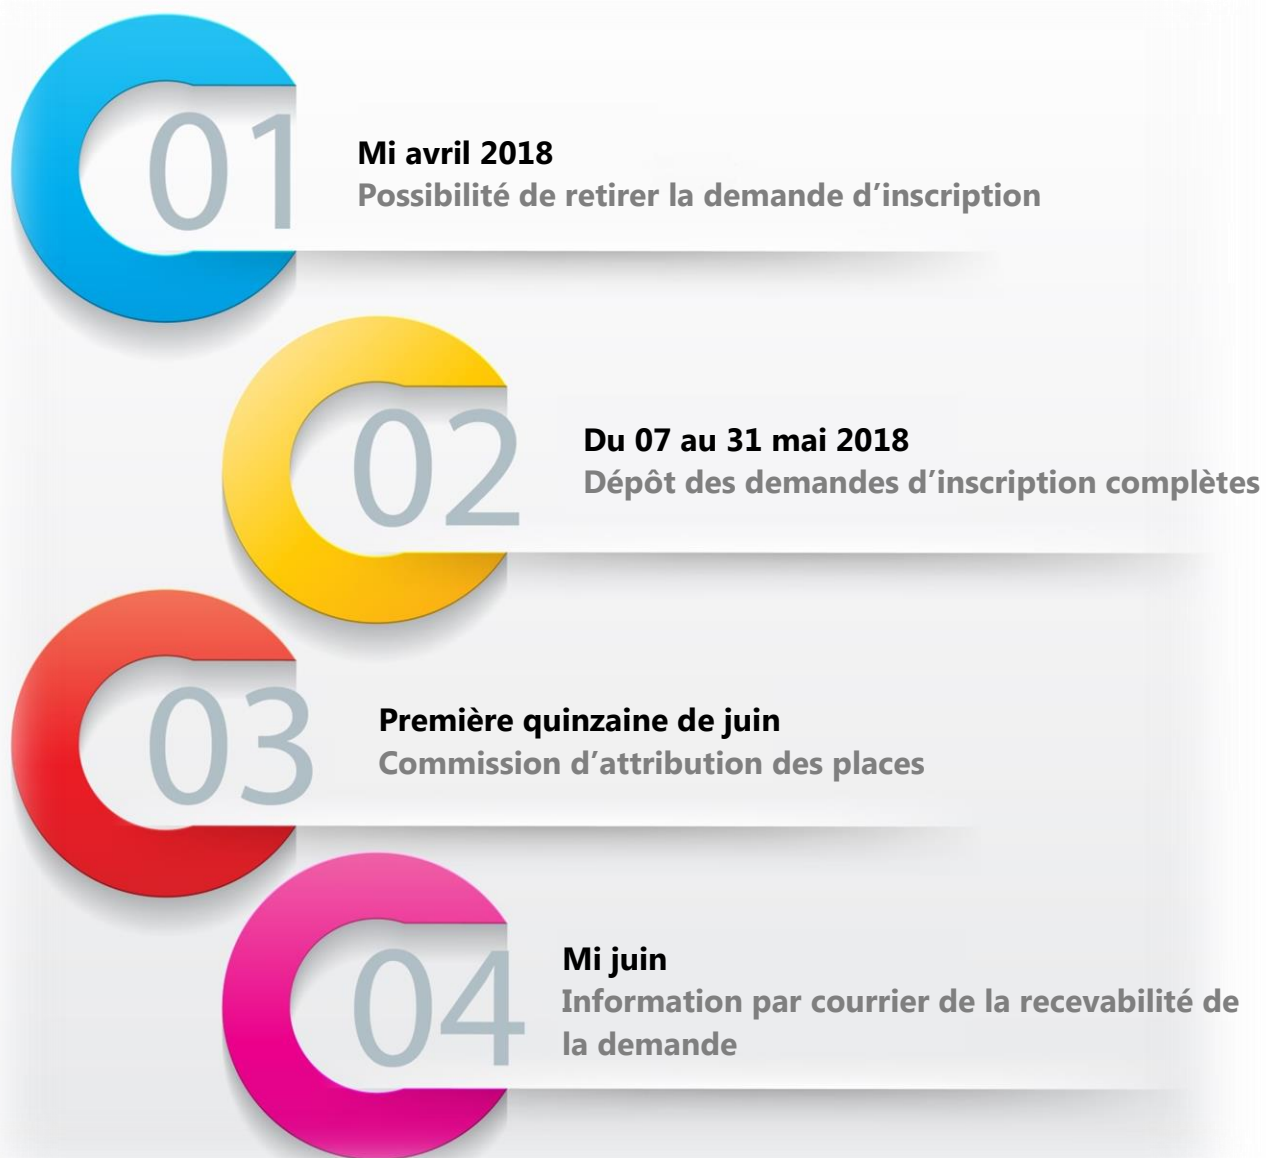 01
Mi avril 2018
Possibilité de retirer la demande d’inscription
02
Du 07 au 31 mai 2018
Dépôt des demandes d’inscription complètes
03
Première quinzaine de juin
Commission d’attribution des places
04
Mi juin
Information par courrier de la recevabilité de
la demande